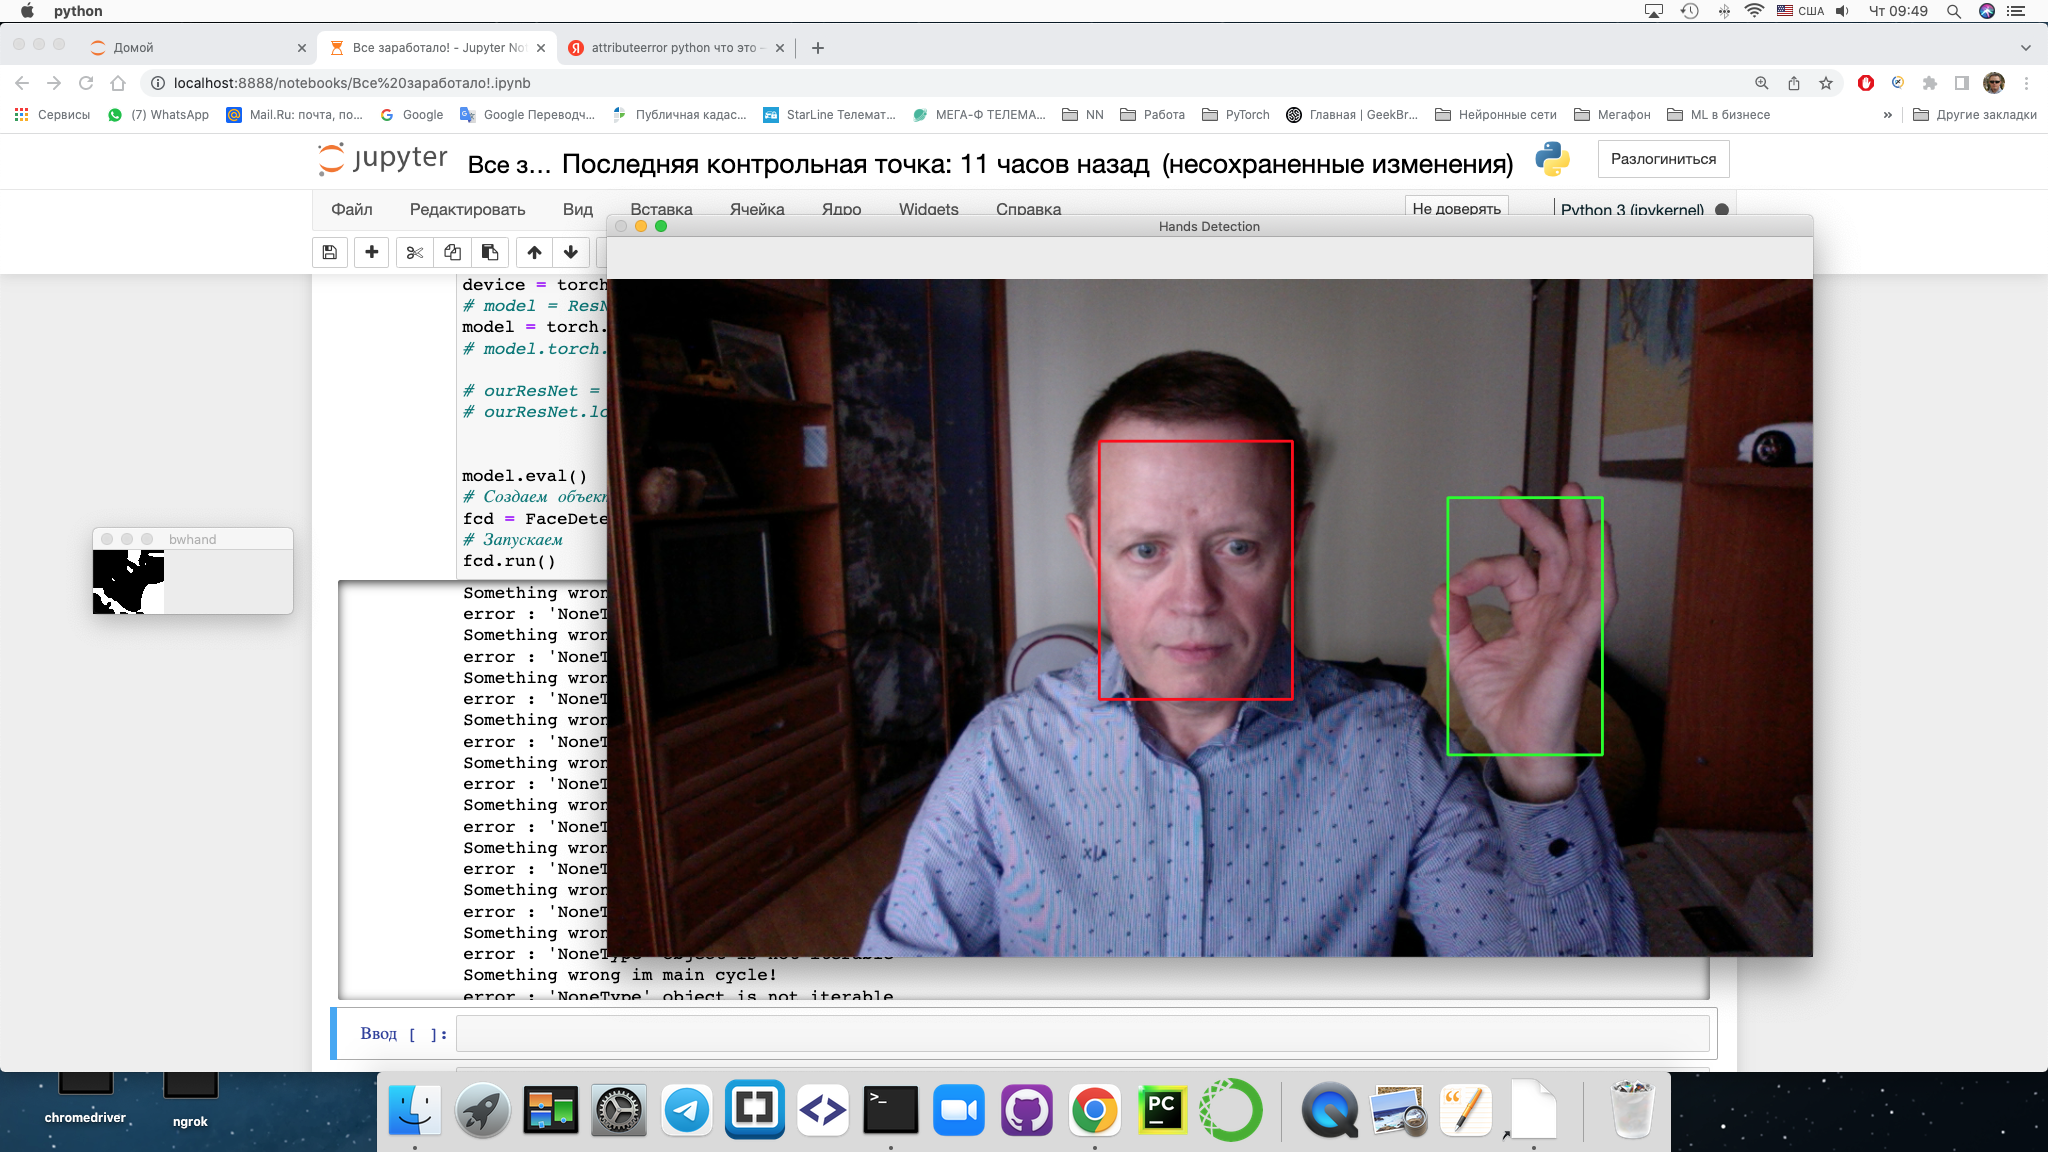 python
США
Чт 09:49
Домой
Все заработало! - Jupyter No
attributeerror python что это -
localhost:8888/notebooks/Все%20заработало!.ipynb
Сервисы
(7) WhatsApp
Mail.Ru: почта, по...
Google
Google Переводч...
Публичная кадас...
StarLine Телемат...
МЕГА-Ф ТЕЛЕМА...
NN
Работа
PyTorch
Главная | GeekBr...
Нейронные сети
Мегафон
ML в бизнесе
»
Другие закладки
jupyter
Все з... Последняя контрольная точка: 11 часов назад (несохраненные изменения)
Разлогиниться
Файл
Редактировать
Вид
Вставка
Ячейка
Ядро
Widgets
Справка
Не доверять
Python 3 (ipykernel)
Hands Detection
device = torch
# model = ResN
model = torch.
# model.torch.
# ourResNet =
# ourResNet.lo
model.eval()
# Создаем объект
fcd = FaceDete
# Запускаем
fcd.run()
bwhand
Something wron
error : 'NoneT
Something wron
error : 'NoneT
Something wron
error : 'NoneT
Something wron
error : 'NoneT
Something wron
error : 'NoneT
Something wron
error : 'NoneT
Something wron
error : 'NoneT
Something wron
error : 'NoneT
Something wron
error : 'NoneType' object is not iterable
Something wrong im main cycle!
error : 'NoneType' object is not iterable
Ввод [ ]:
chromedriver
ngrok
>_
PC